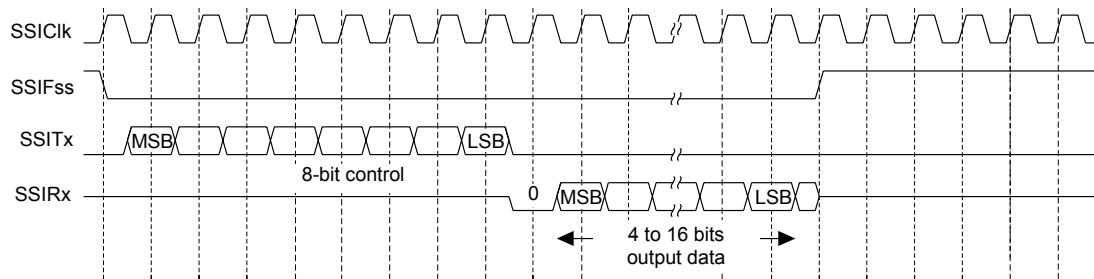 SSIClk
SSIFss
SSITx
MSB
LSB
8-bit control
SSIRx
0
MSB
LSB
4 to 16 bits
output data